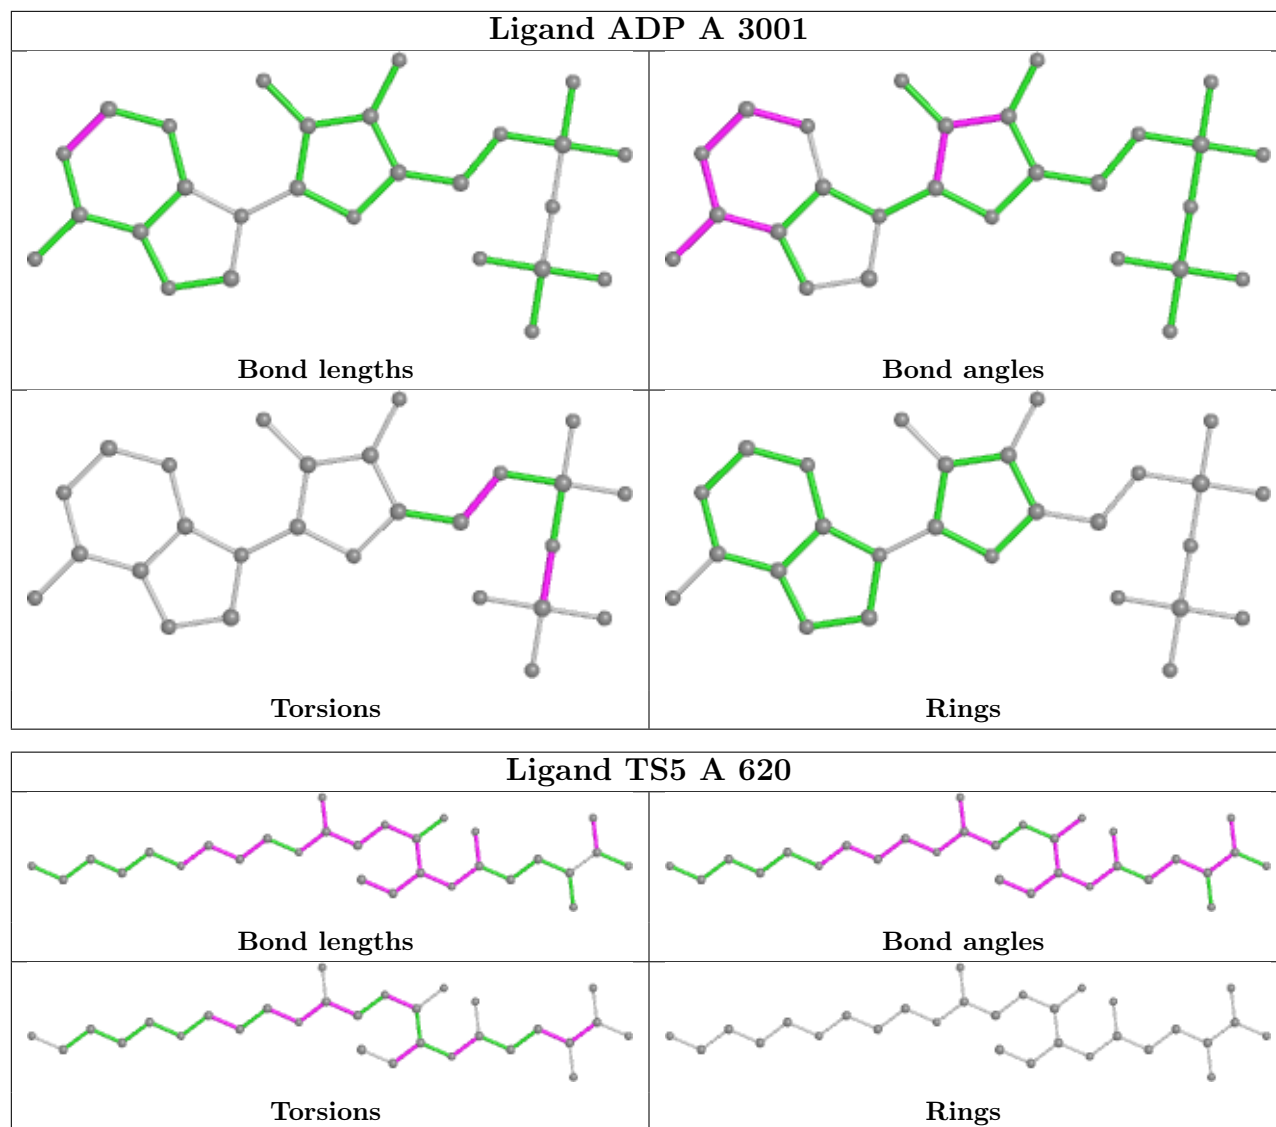 Ligand ADP A 3001
Bond lengths
Bond angles
Torsions
Rings
Ligand TS5 A 620
Bond lengths
Bond angles
Torsions
Rings